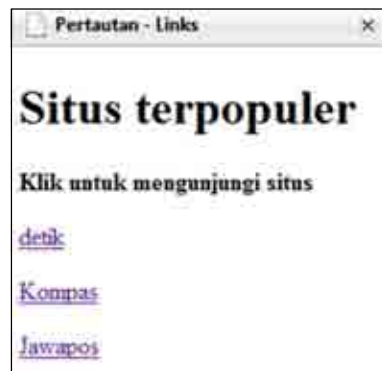 Pertautan - Links
Situs terpopuler
Klik untuk mengunjungi situs
detik
Kompas
Jawapos